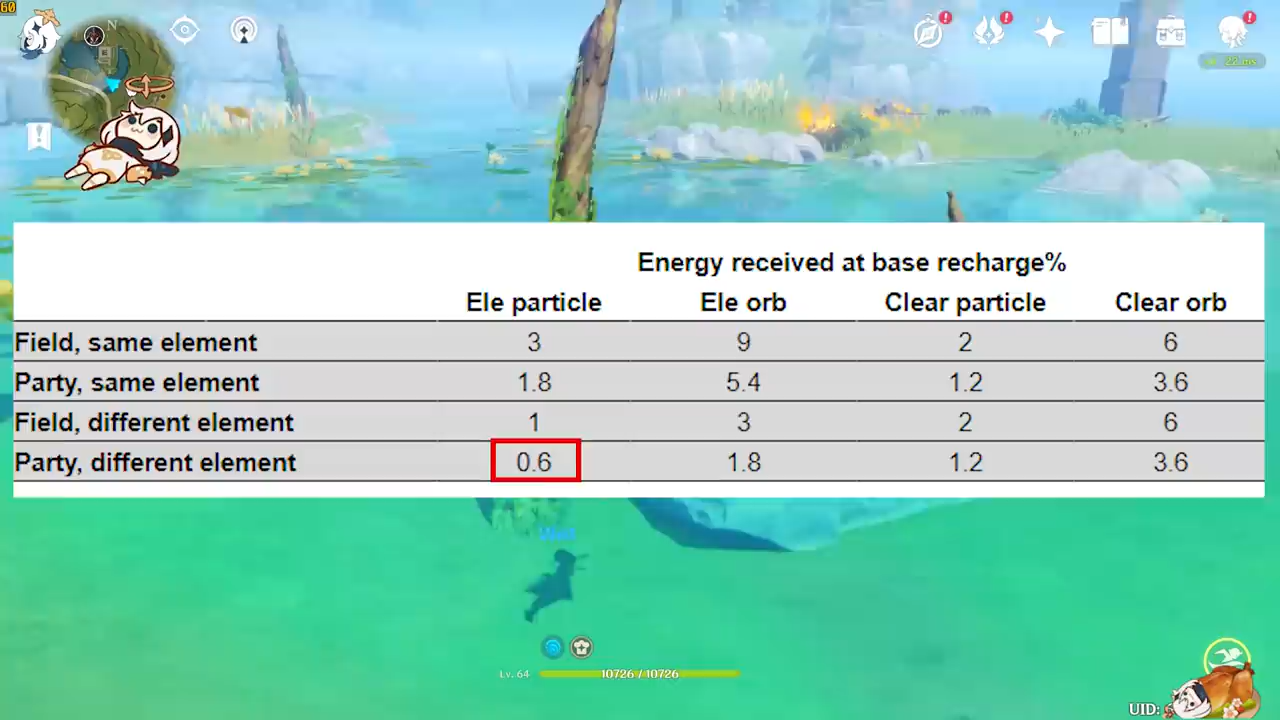 60
N
22 ms
Energy received at base recharge%
Ele particle Ele orb Clear particle Clear orb
Field, same element 3 9 2 6
Party, same element 1.8 5.4 1.2 3.6
Field, different element 1 3 2 6
Party, different element 0.6 1.8 1.2 3.6
Lv. 64 10726 / 10726
UID: